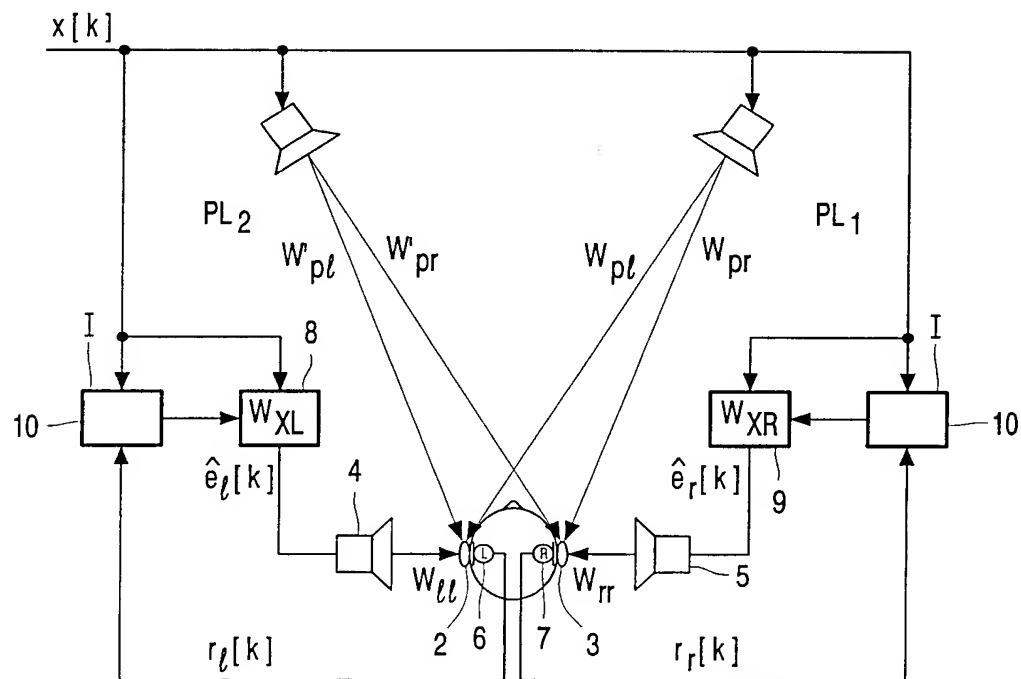 x[k]
PL2
PL1
W'pℓ
W'pr
Wpℓ
Wpr
I
8
I
10
WXL
WXR
10
êℓ[k]
4
êr[k]
9
L
R
Wℓℓ
Wrr
5
2
6
7
3
rℓ[k]
rr[k]